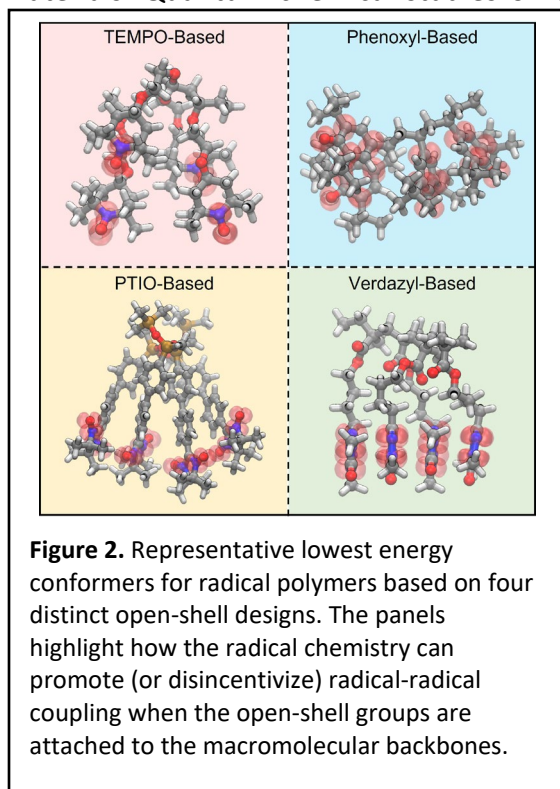 TEMPO-Based
Phenoxyl-Based
PTIO-Based
Verdazyl-Based
Figure 2. Representative lowest energy
conformers for radical polymers based on four
distinct open-shell designs. The panels
highlight how the radical chemistry can
promote (or disincentivize) radical-radical
coupling when the open-shell groups are
attached to the macromolecular backbones.